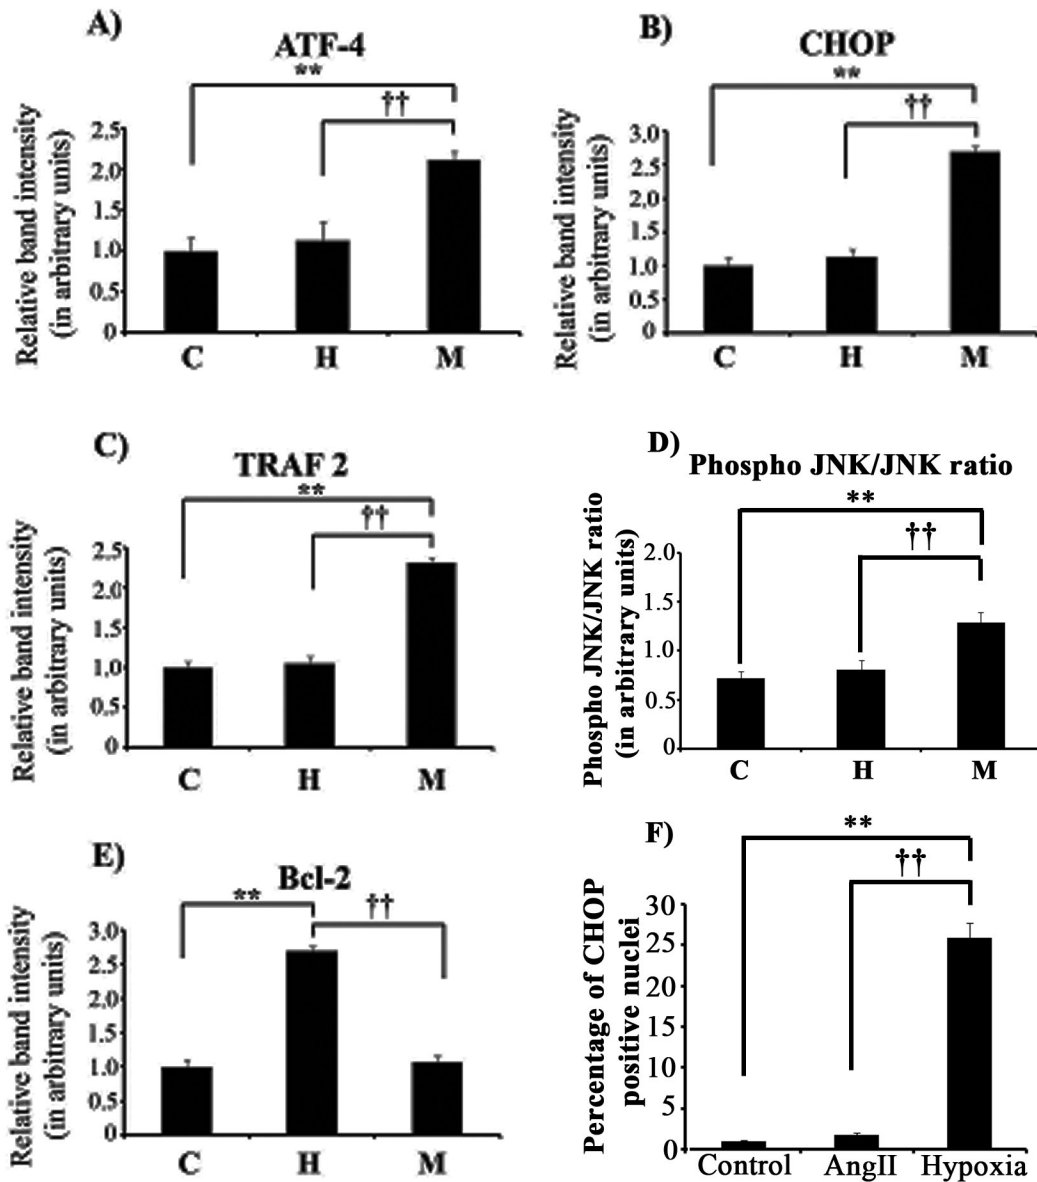 A)
ATF-4
**
††
Relative band intensity
(in arbitrary units)
2.5
2.0
1.5
1.0
0.5
0
C H M
B)
CHOP
**
††
Relative band intensity
(in arbitrary units)
3.0
2.5
2.0
1.5
1.0
0.5
0
C H M
C)
TRAF 2
**
††
Relative band intensity
(in arbitrary units)
2.5
2.0
1.5
1.0
0.5
0
C H M
D)
Phospho JNK/JNK ratio
**
††
Phospho JNK/JNK ratio
(in arbitrary units)
2.0
1.5
1.0
0.5
0
C H M
E)
Bcl-2
**
††
Relative band intensity
(in arbitrary units)
3.0
2.5
2.0
1.5
1.0
0.5
0
C H M
F)
**
††
Percentage of CHOP
positive nuclei
30
25
20
15
10
5
0
Control AngII Hypoxia